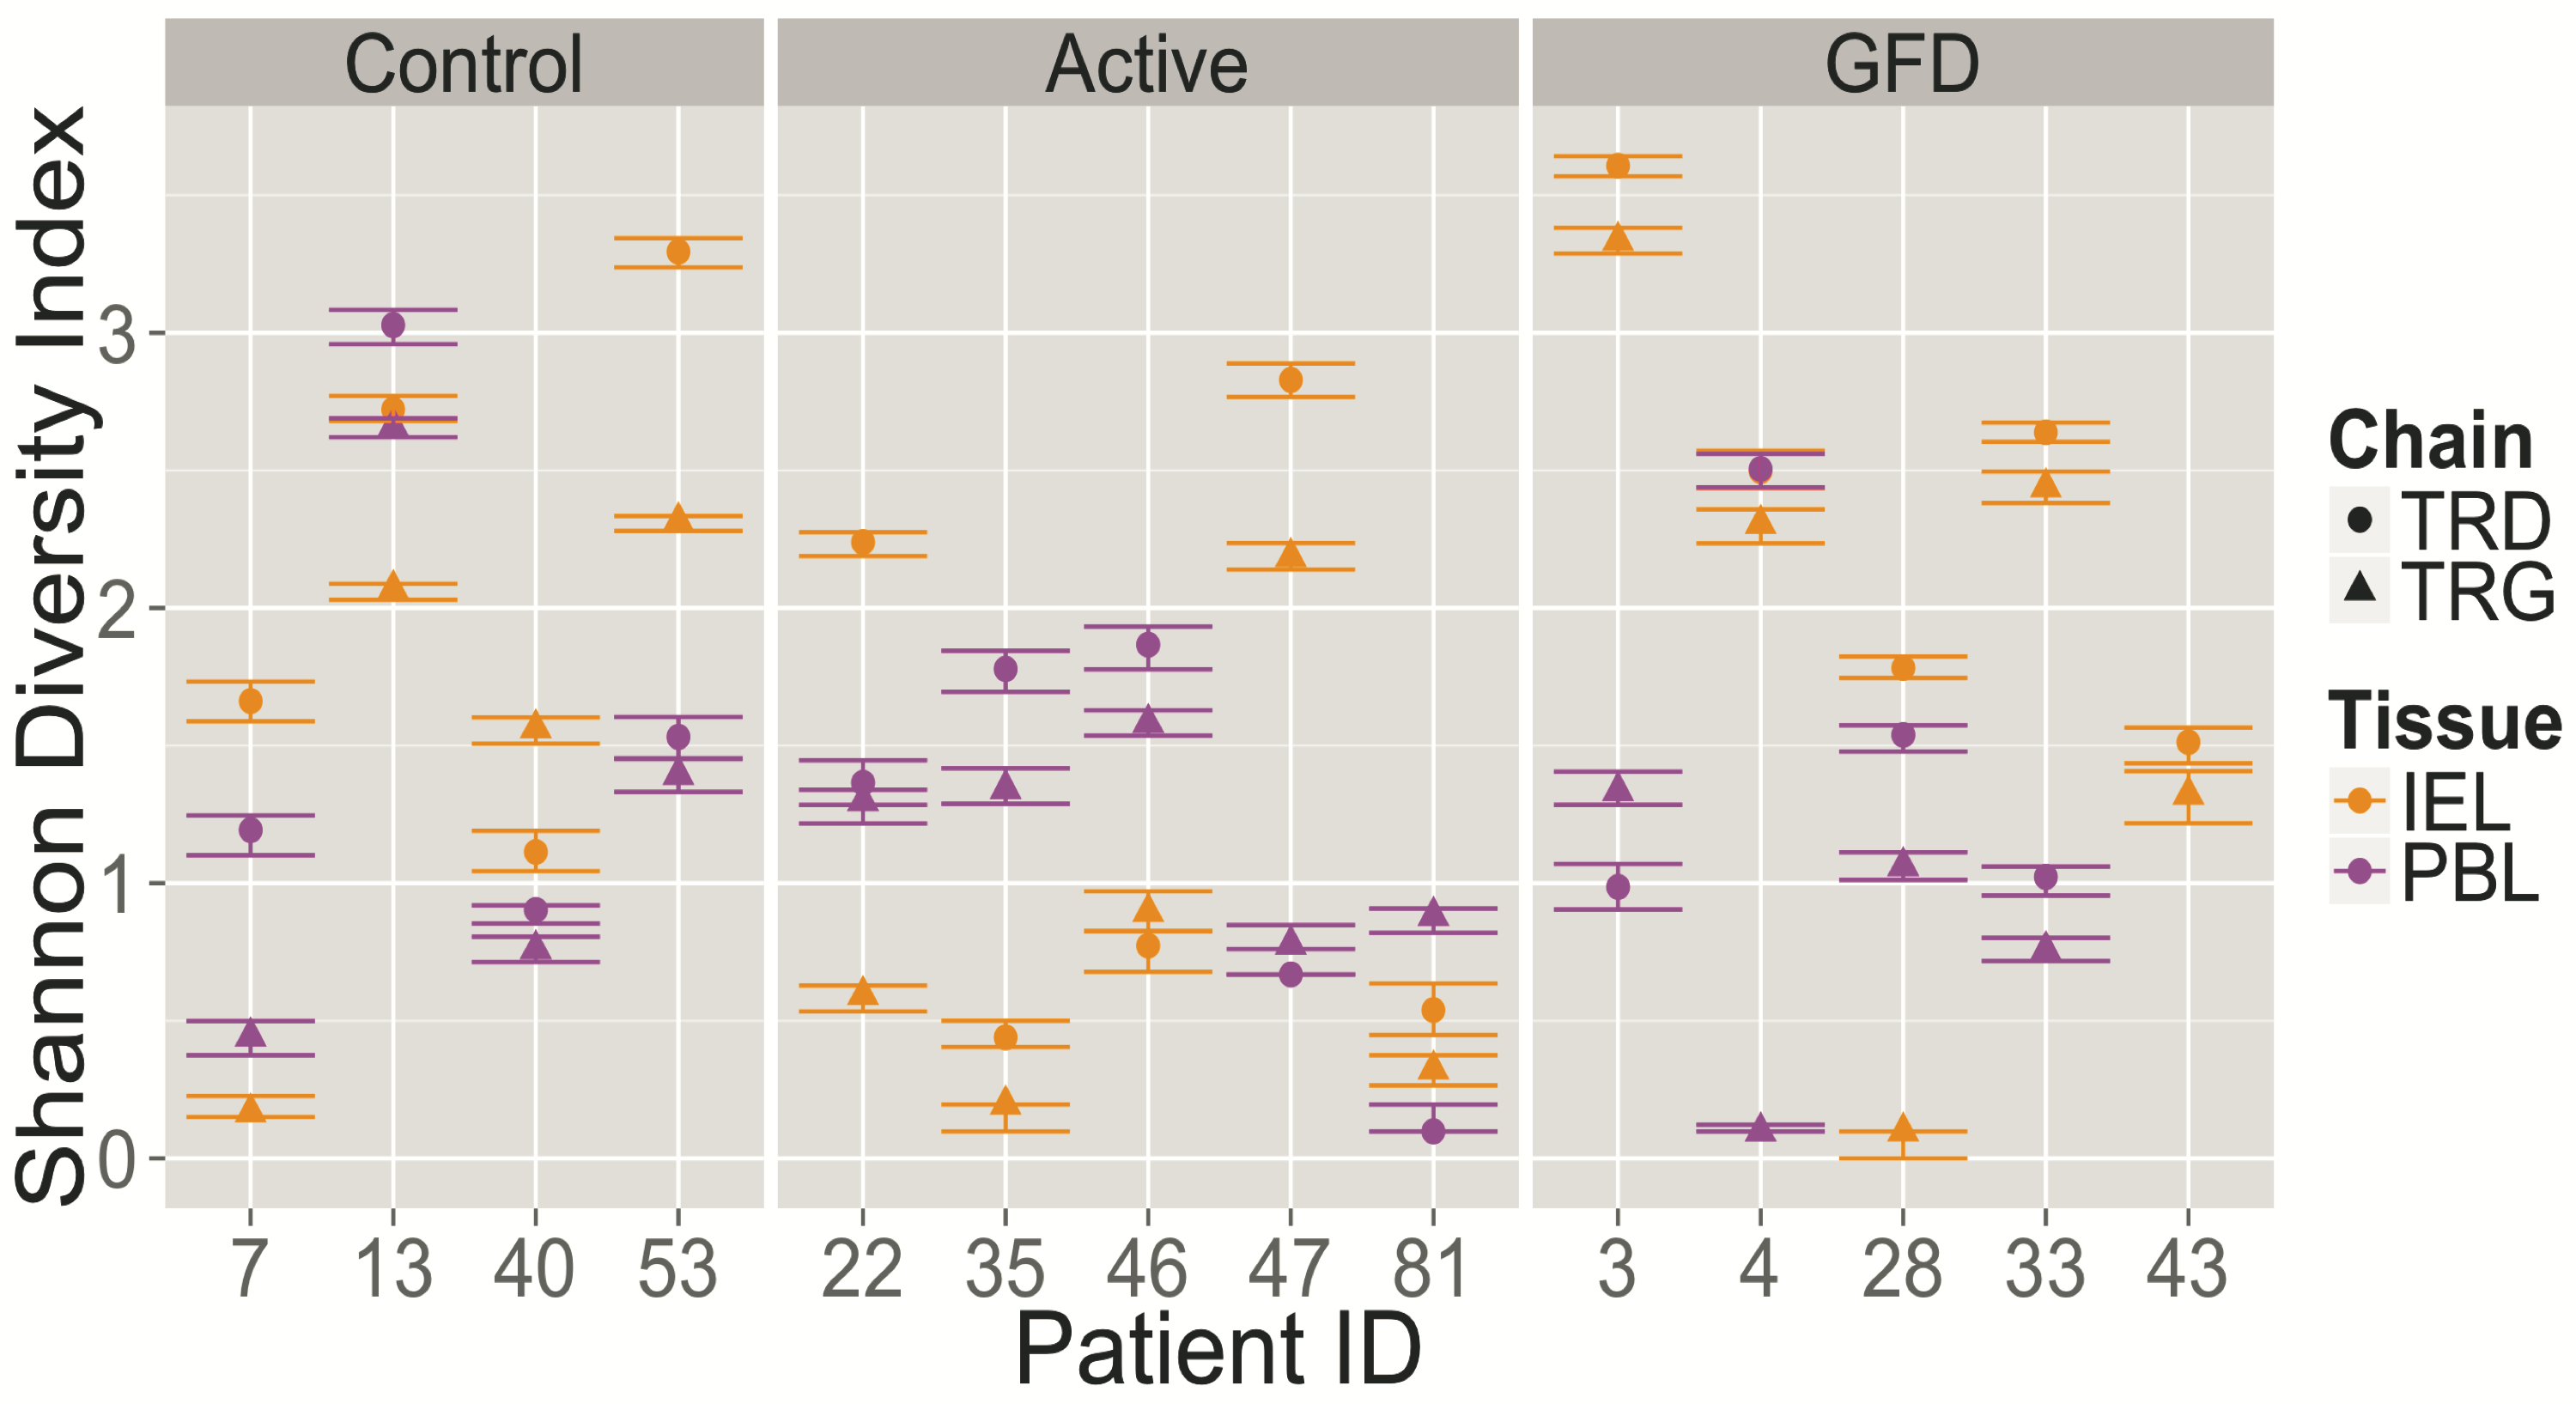 Control Active GFD
Shannon Diversity Index
3
2
1
0
7 13 40 53 22 35 46 47 81 3 4 28 33 43
Patient ID
Chain
TRD
TRG
Tissue
IEL
PBL